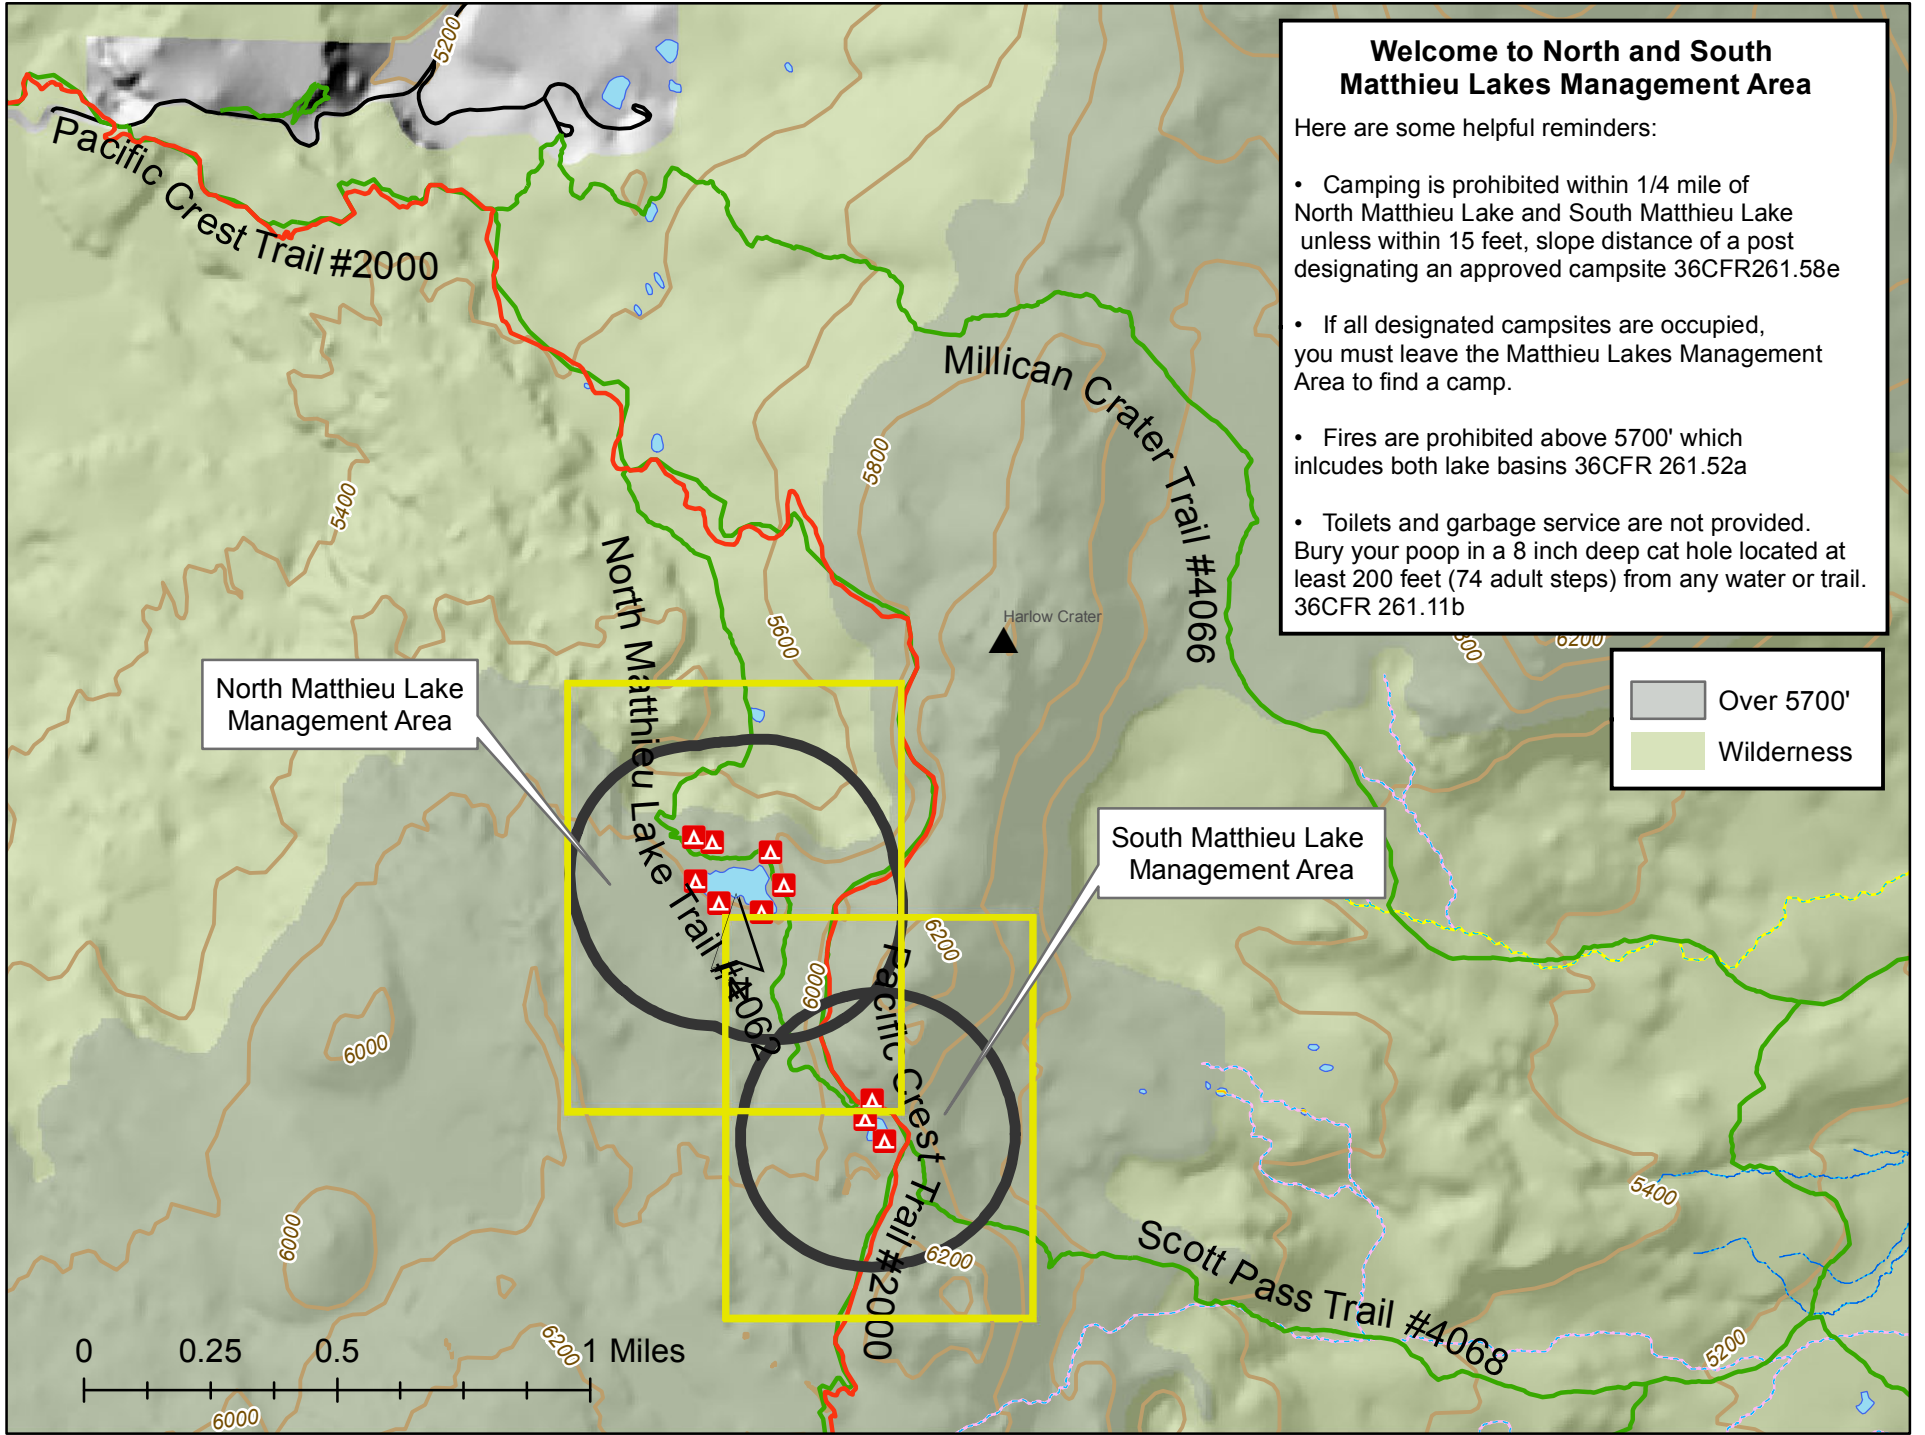 Welcome to North and South
Matthieu Lakes Management Area
Here are some helpful reminders:
• Camping is prohibited within 1/4 mile of
North Matthieu Lake and South Matthieu Lake
unless within 15 feet, slope distance of a post
designating an approved campsite 36CFR261.58e
• If all designated campsites are occupied,
you must leave the Matthieu Lakes Management
Area to find a camp.
• Fires are prohibited above 5700' which
inlcudes both lake basins 36CFR 261.52a
• Toilets and garbage service are not provided.
Bury your poop in a 8 inch deep cat hole located at
least 200 feet (74 adult steps) from any water or trail.
36CFR 261.11b
Over 5700'
Wilderness
5200
Pacific Crest Trail #2000
Millican Crater Trail #4066
5800
5400
North Matthieu Lake Trail #4062
5600
Harlow Crater
6200
North Matthieu Lake
Management Area
South Matthieu Lake
Management Area
6200
6000
Pacific Crest Trail #2000
6000
6000
6200
5400
Scott Pass Trail #4068
5200
6200
6000
0 0.25 0.5 1 Miles